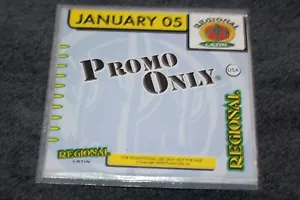 JANUARY 05
REGIONAL
LATIN
PROMO
ONLY
USA
REGIONAL
REGIONAL
LATIN